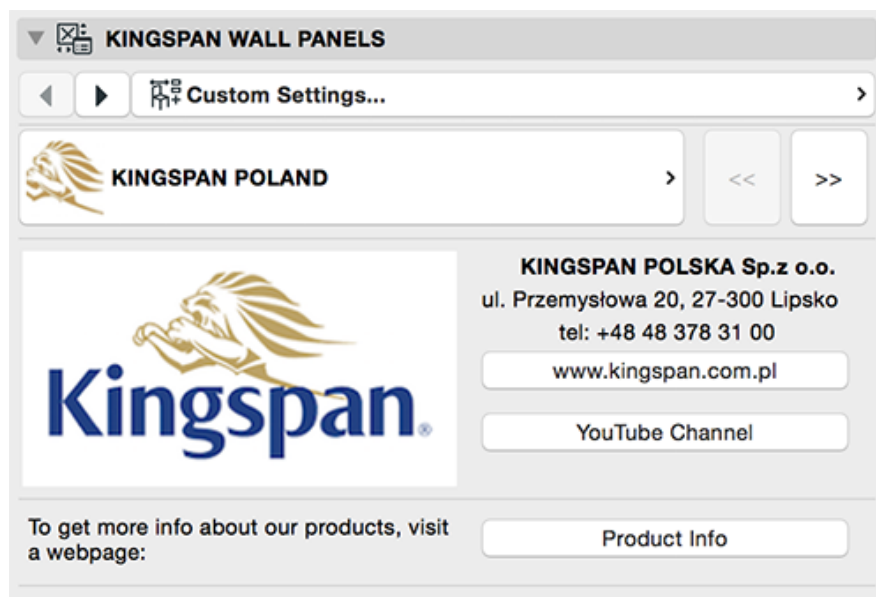 KINGSPAN WALL PANELS
Custom Settings...
KINGSPAN POLAND
<<
>>
Kingspan®
KINGSPAN POLSKA Sp.z o.o.
ul. Przemysłowa 20, 27-300 Lipsko
tel: +48 48 378 31 00
www.kingspan.com.pl
YouTube Channel
To get more info about our products, visit
a webpage:
Product Info